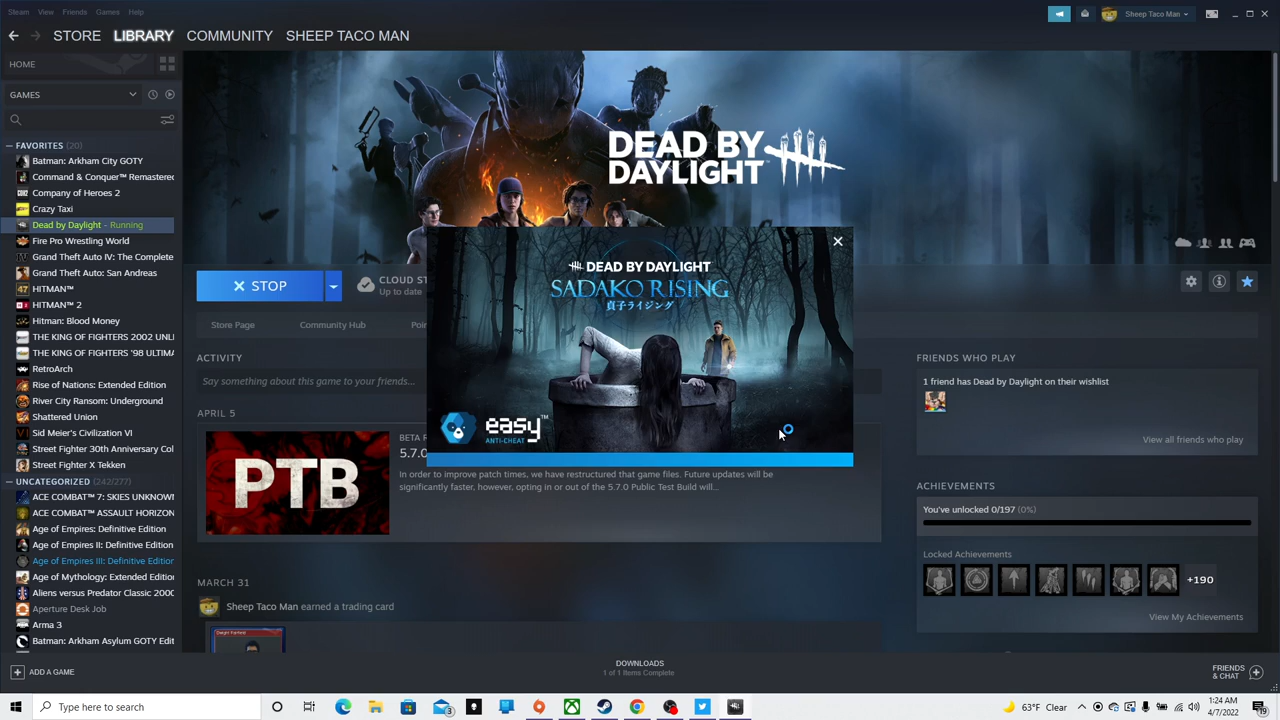 Steam View Friends Games Help
Sheep Taco Man
STORE LIBRARY COMMUNITY SHEEP TACO MAN
HOME
GAMES
FAVORITES (20)
Batman: Arkham City GOTY
Command & Conquer™ Remastered
Company of Heroes 2
Crazy Taxi
Dead by Daylight - Running
Fire Pro Wrestling World
Grand Theft Auto IV: The Complete
Grand Theft Auto: San Andreas
HITMAN™
HITMAN™ 2
Hitman: Blood Money
THE KING OF FIGHTERS 2002 UNLI
THE KING OF FIGHTERS '98 ULTIMA
RetroArch
Rise of Nations: Extended Edition
River City Ransom: Underground
Shattered Union
Sid Meier's Civilization VI
Street Fighter 30th Anniversary Coll
Street Fighter X Tekken
UNCATEGORIZED (242/277)
ACE COMBAT™ 7: SKIES UNKNOWN
ACE COMBAT™ ASSAULT HORIZON
Age of Empires: Definitive Edition
Age of Empires II: Definitive Edition
Age of Empires III: Definitive Edition
Age of Mythology: Extended Edition
Aliens versus Predator Classic 2000
Aperture Desk Job
Arma 3
Batman: Arkham Asylum GOTY Edit
ADD A GAME
DEAD BY
DAYLIGHT™
STOP
CLOUD ST
Up to date
Store Page Community Hub Poi
DEAD BY DAYLIGHT
SADAKO RISING
貞子ライジング
easy™
ANTI-CHEAT
ACTIVITY
Say something about this game to your friends...
APRIL 5
PTB
BETA R
5.7.0
In order to improve patch times, we have restructured that game files. Future updates will be
significantly faster, however, opting in or out of the 5.7.0 Public Test Build will...
MARCH 31
Sheep Taco Man earned a trading card
Dwight Fairfield
FRIENDS WHO PLAY
1 friend has Dead by Daylight on their wishlist
View all friends who play
ACHIEVEMENTS
You've unlocked 0/197 (0%)
Locked Achievements
+190
View My Achievements
DOWNLOADS
1 of 1 Items Complete
FRIENDS
& CHAT
Type here to search
3
63°F Clear
1:24 AM
4/7/2022
19